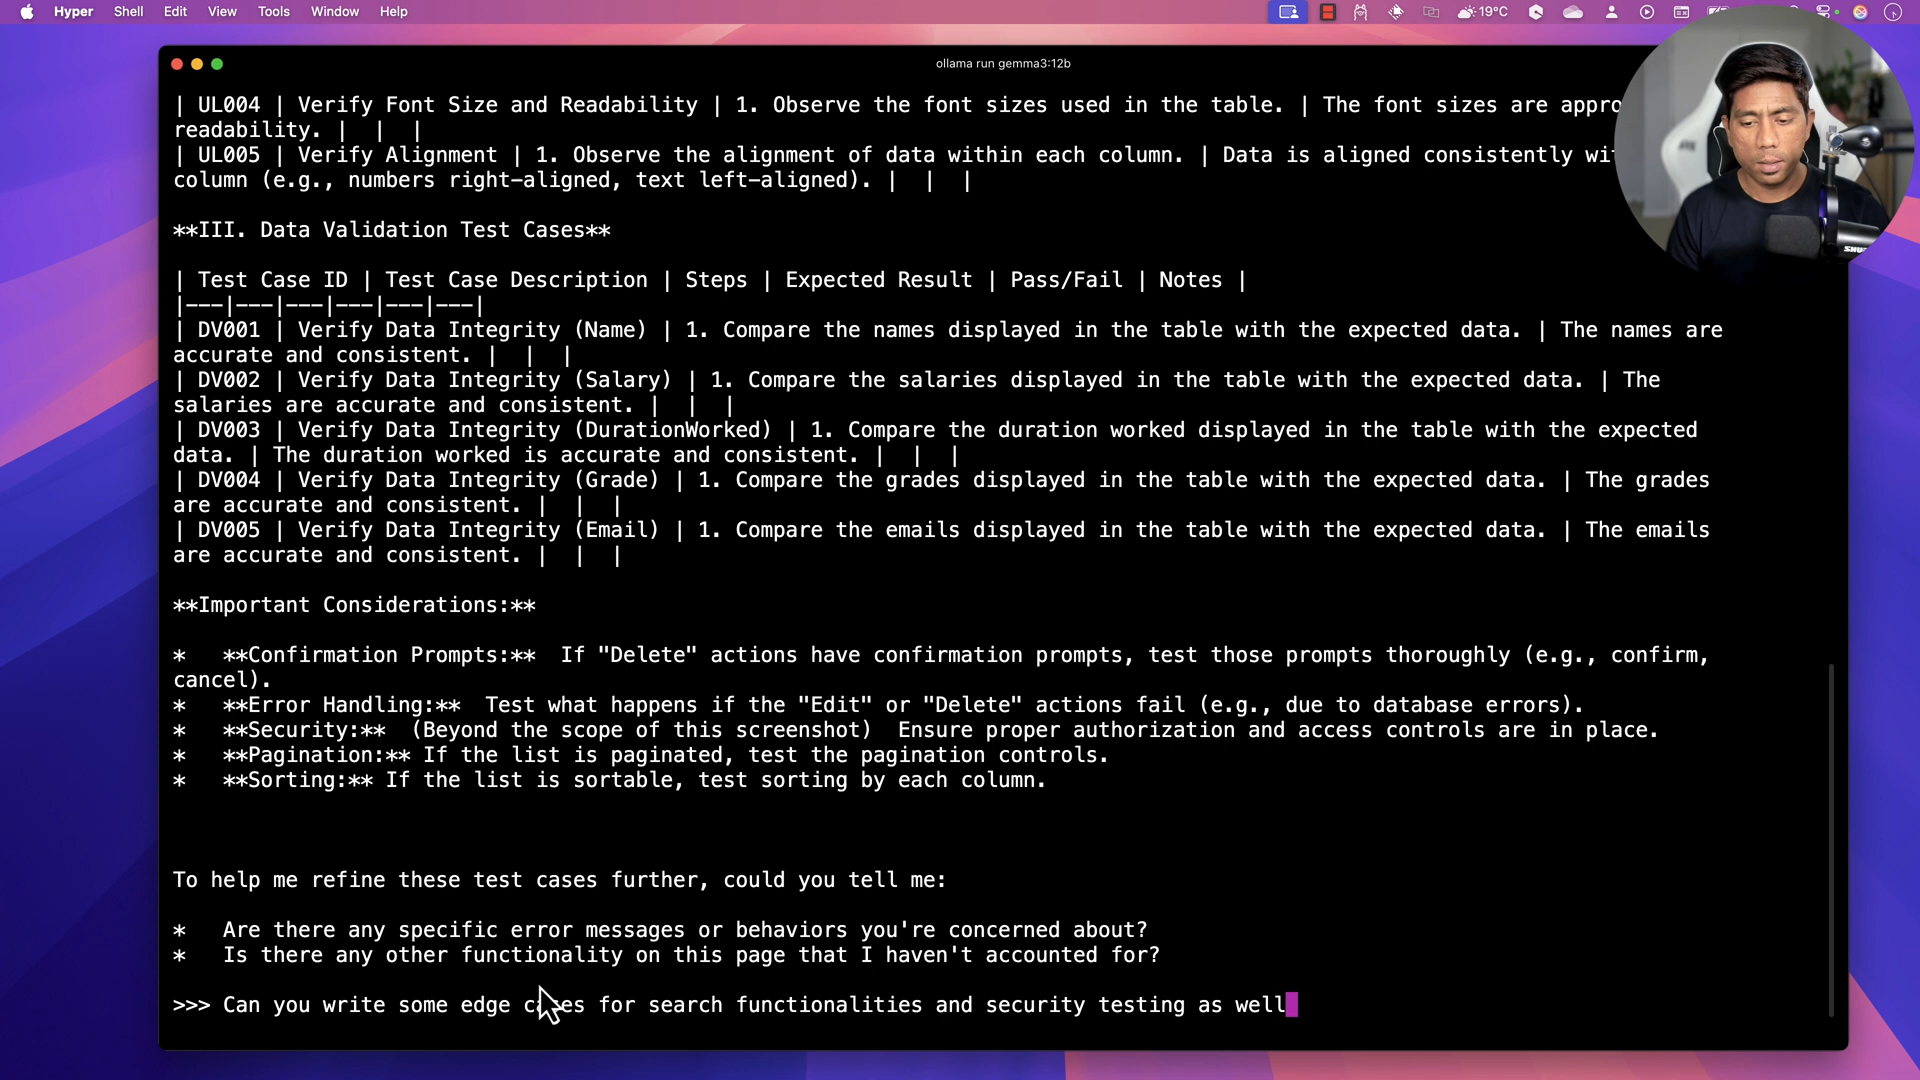 Hyper Shell Edit View Tools Window Help 19°C
ollama run gemma3:12b
| UL004 | Verify Font Size and Readability | 1. Observe the font sizes used in the table. | The font sizes are appro
readability. | | |
| UL005 | Verify Alignment | 1. Observe the alignment of data within each column. | Data is aligned consistently wi
column (e.g., numbers right-aligned, text left-aligned). | | |
**III. Data Validation Test Cases**
| Test Case ID | Test Case Description | Steps | Expected Result | Pass/Fail | Notes |
|---|---|---|---|---|---|
| DV001 | Verify Data Integrity (Name) | 1. Compare the names displayed in the table with the expected data. | The names are
accurate and consistent. | | |
| DV002 | Verify Data Integrity (Salary) | 1. Compare the salaries displayed in the table with the expected data. | The
salaries are accurate and consistent. | | |
| DV003 | Verify Data Integrity (DurationWorked) | 1. Compare the duration worked displayed in the table with the expected
data. | The duration worked is accurate and consistent. | | |
| DV004 | Verify Data Integrity (Grade) | 1. Compare the grades displayed in the table with the expected data. | The grades
are accurate and consistent. | | |
| DV005 | Verify Data Integrity (Email) | 1. Compare the emails displayed in the table with the expected data. | The emails
are accurate and consistent. | | |
**Important Considerations:**
* **Confirmation Prompts:** If "Delete" actions have confirmation prompts, test those prompts thoroughly (e.g., confirm,
cancel).
* **Error Handling:** Test what happens if the "Edit" or "Delete" actions fail (e.g., due to database errors).
* **Security:** (Beyond the scope of this screenshot) Ensure proper authorization and access controls are in place.
* **Pagination:** If the list is paginated, test the pagination controls.
* **Sorting:** If the list is sortable, test sorting by each column.
To help me refine these test cases further, could you tell me:
* Are there any specific error messages or behaviors you're concerned about?
* Is there any other functionality on this page that I haven't accounted for?
>>> Can you write some edge cases for search functionalities and security testing as well